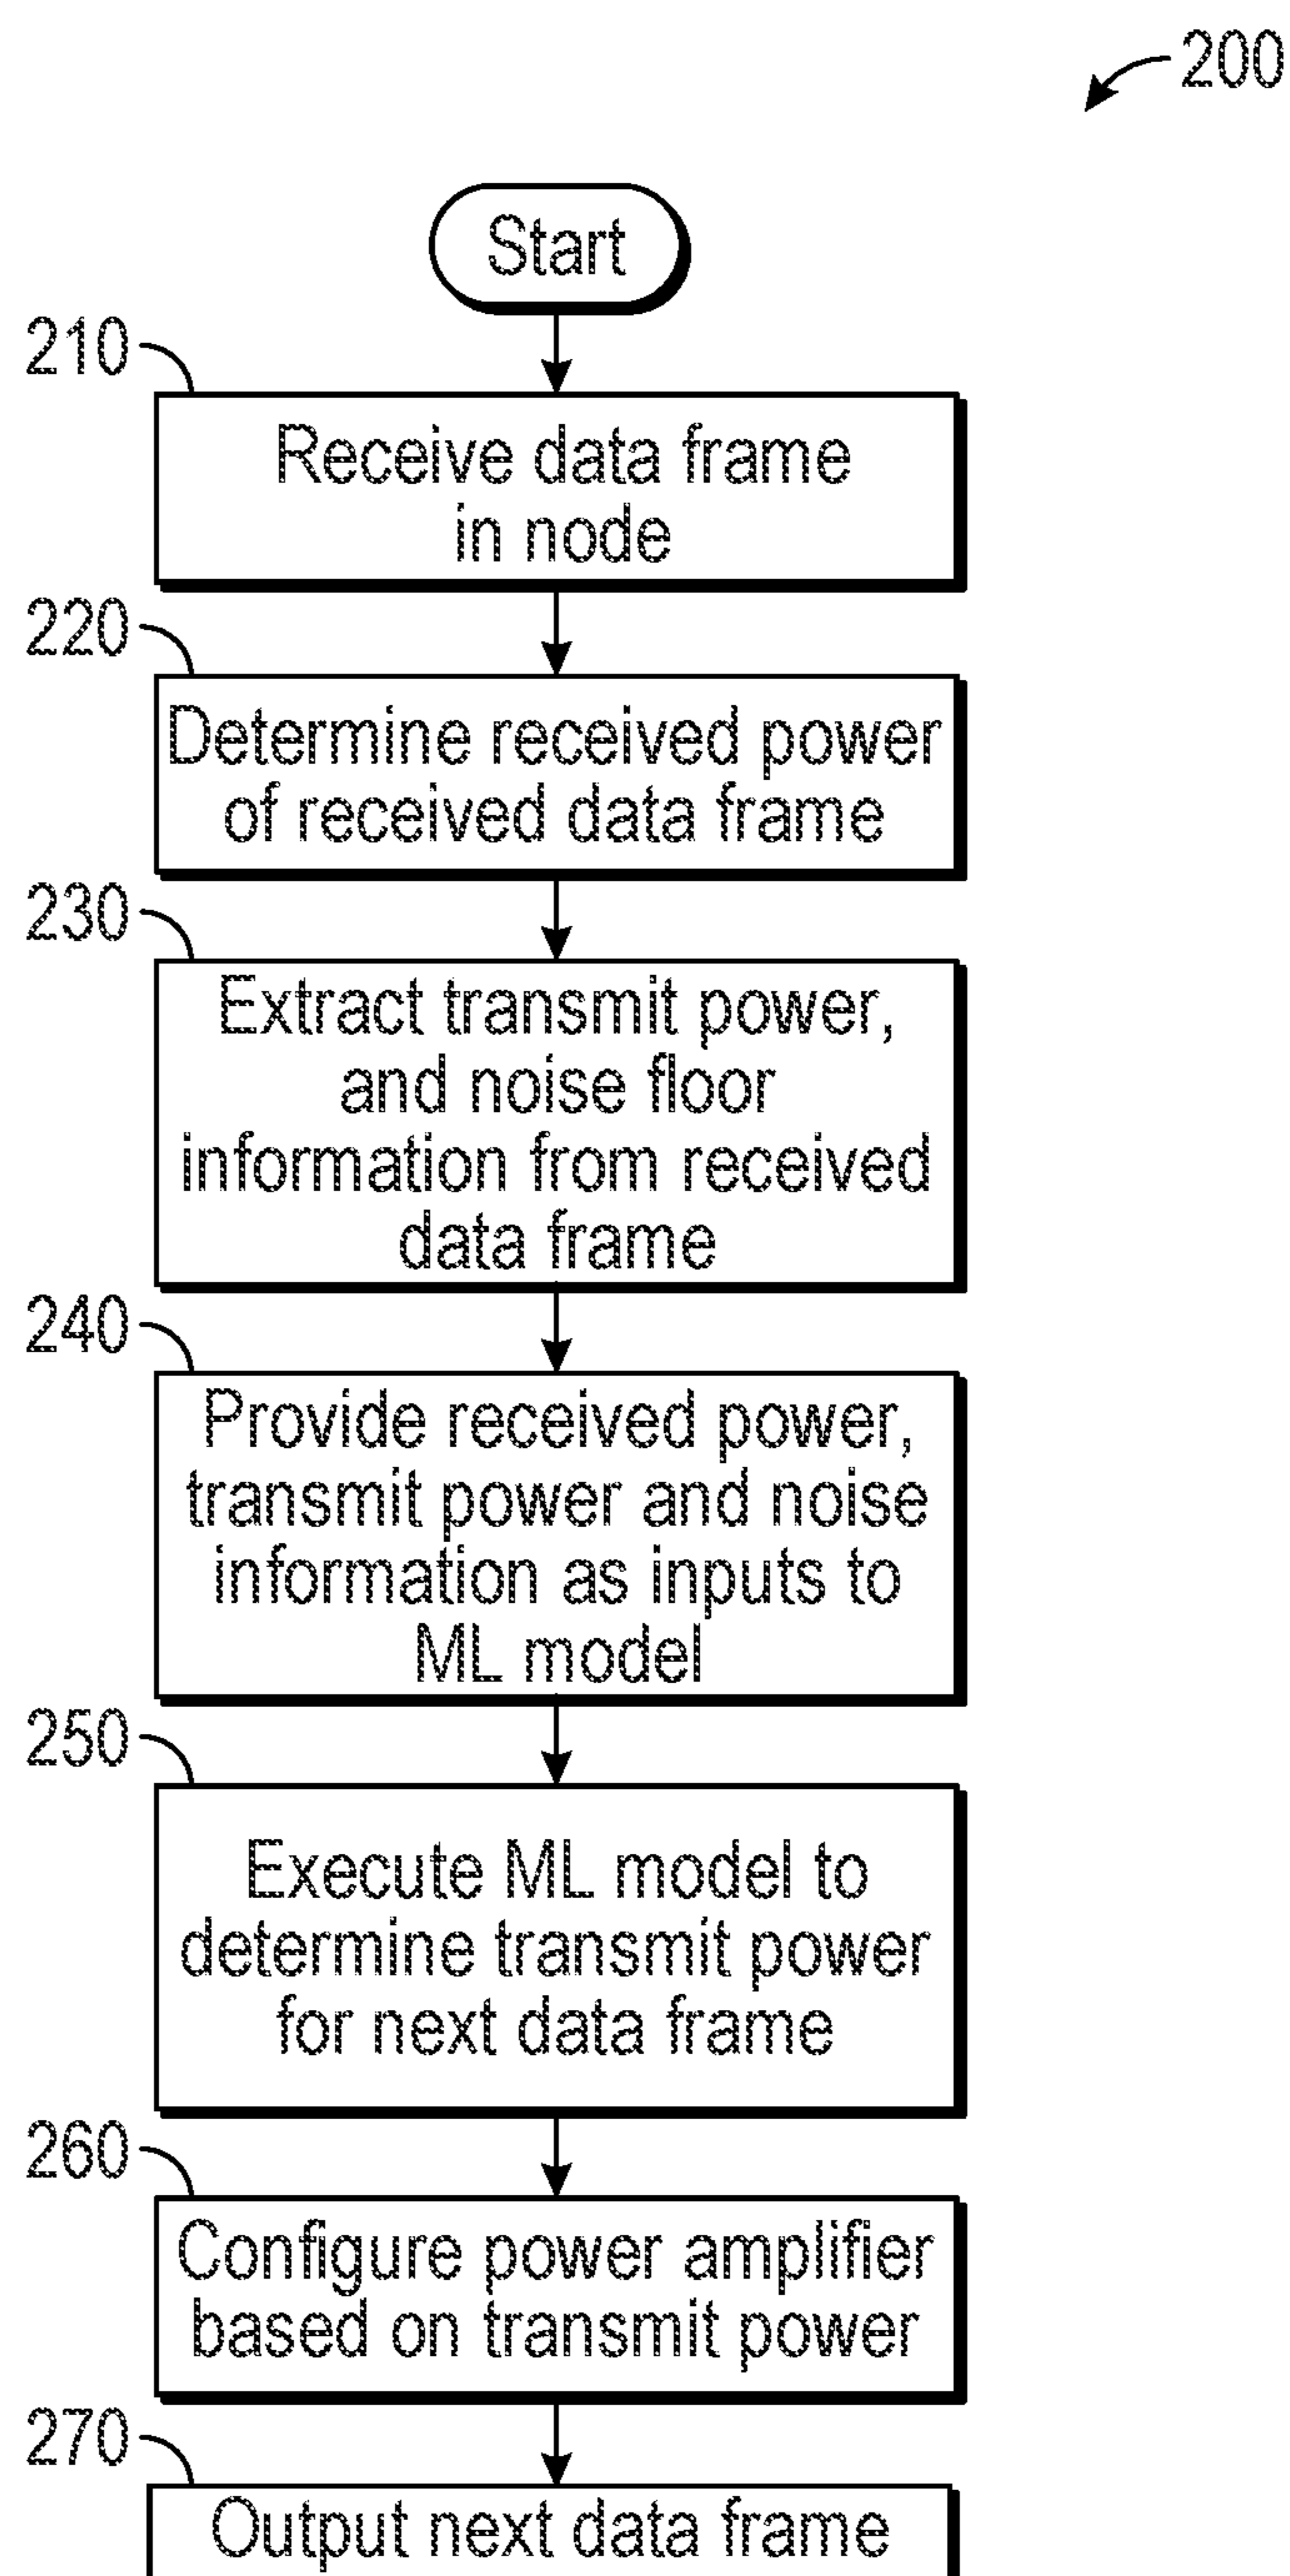 200
Start
210
Receive data frame
in node
220
Determine received power
of received data frame
230
Extract transmit power,
and noise floor
information from received
data frame
240
Provide received power,
transmit power and noise
information as inputs to
ML model
250
Execute ML model to
determine transmit power
for next data frame
260
Configure power amplifier
based on transmit power
270
Output next data frame